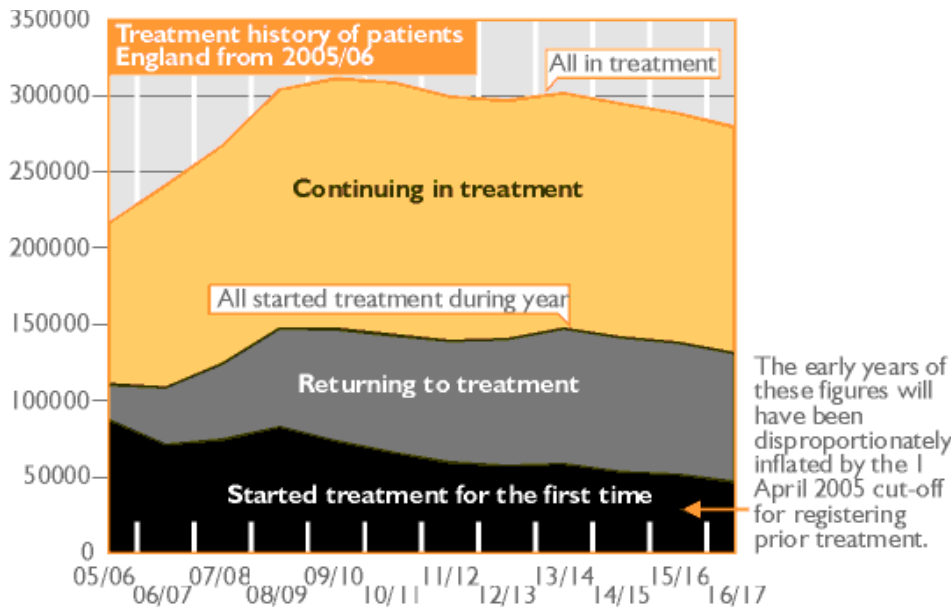 350000
Treatment history of patients
England from 2005/06
All in treatment
300000
250000
Continuing in treatment
200000
All started treatment during year
150000
Returning to treatment
100000
The early years of
these figures will
have been
disproportionately
inflated by the 1
April 2005 cut-off
for registering
prior treatment.
50000
Started treatment for the first time
0
05/06 07/08 09/10 11/12 13/14 15/16
06/07 08/09 10/11 12/13 14/15 16/17